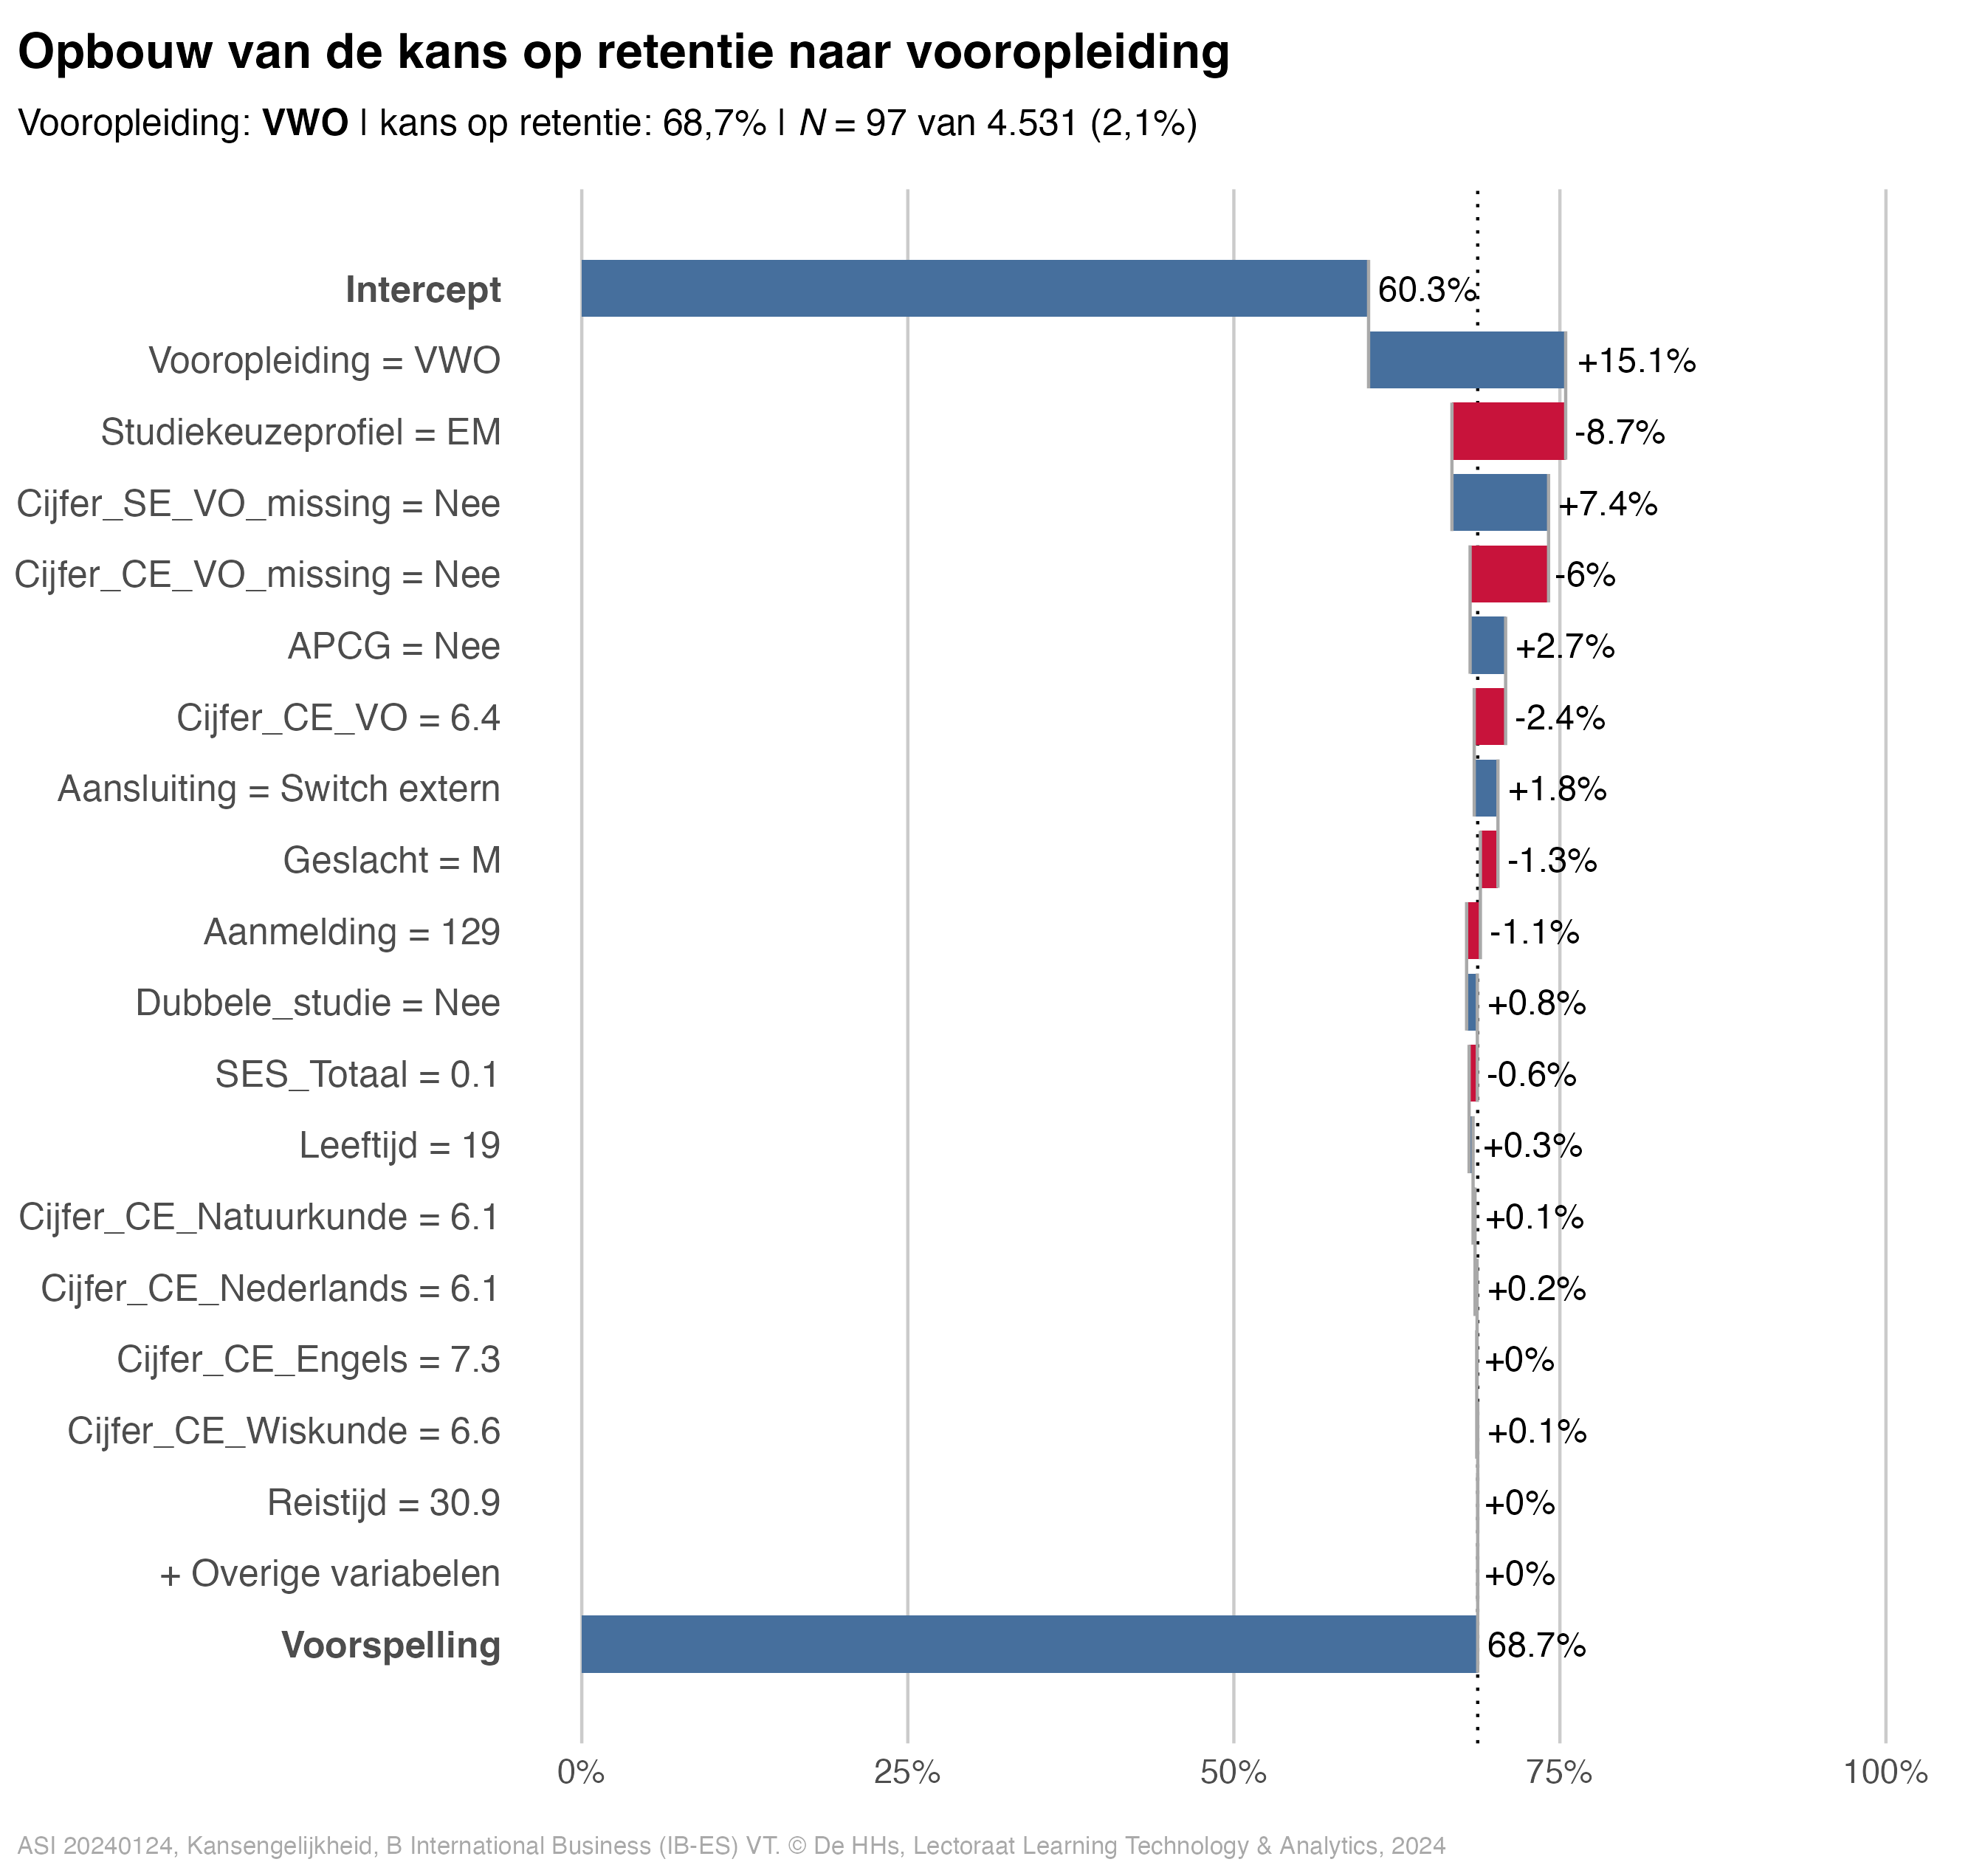 Opbouw van de kans op retentie naar vooropleiding
Vooropleiding: VWO | kans op retentie: 68,7% | N = 97 van 4.531 (2,1%)
Intercept 60.3%
Vooropleiding = VWO +15.1%
Studiekeuzeprofiel = EM -8.7%
Cijfer_SE_VO_missing = Nee +7.4%
Cijfer_CE_VO_missing = Nee -6%
APCG = Nee +2.7%
Cijfer_CE_VO = 6.4 -2.4%
Aansluiting = Switch extern +1.8%
Geslacht = M -1.3%
Aanmelding = 129 -1.1%
Dubbele_studie = Nee +0.8%
SES_Totaal = 0.1 -0.6%
Leeftijd = 19 +0.3%
Cijfer_CE_Natuurkunde = 6.1 +0.1%
Cijfer_CE_Nederlands = 6.1 +0.2%
Cijfer_CE_Engels = 7.3 +0%
Cijfer_CE_Wiskunde = 6.6 +0.1%
Reistijd = 30.9 +0%
+ Overige variabelen +0%
Voorspelling 68.7%
0% 25% 50% 75% 100%
ASI 20240124, Kansengelijkheid, B International Business (IB-ES) VT. © De HHs, Lectoraat Learning Technology & Analytics, 2024